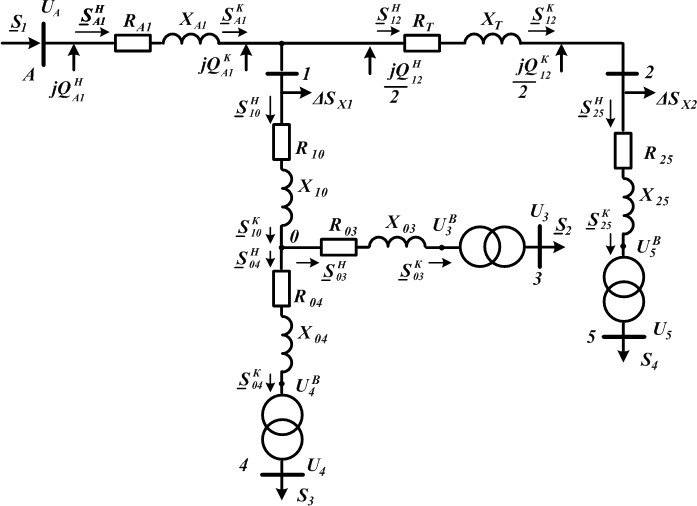 S₁ U_A S^H_A1 R_A1 X_A1 S^K_A1 S^H_12 R_T X_T S^K_12
A jQ^H_A1 jQ^K_A1 1 jQ^H_12/2 jQ^K_12/2 2
S^H_10 ΔS_X1 S^H_25 ΔS_X2
R_10 R_25
X_10 X_25
S^K_10 0 R_03 X_03 U^B_3 U_3 S_2 S^K_25 U^B_5
S^H_04 S^H_03 S^K_03 3
R_04
X_04 5 U_5
S^K_04 U^B_4 S_4
4 U_4
S_3